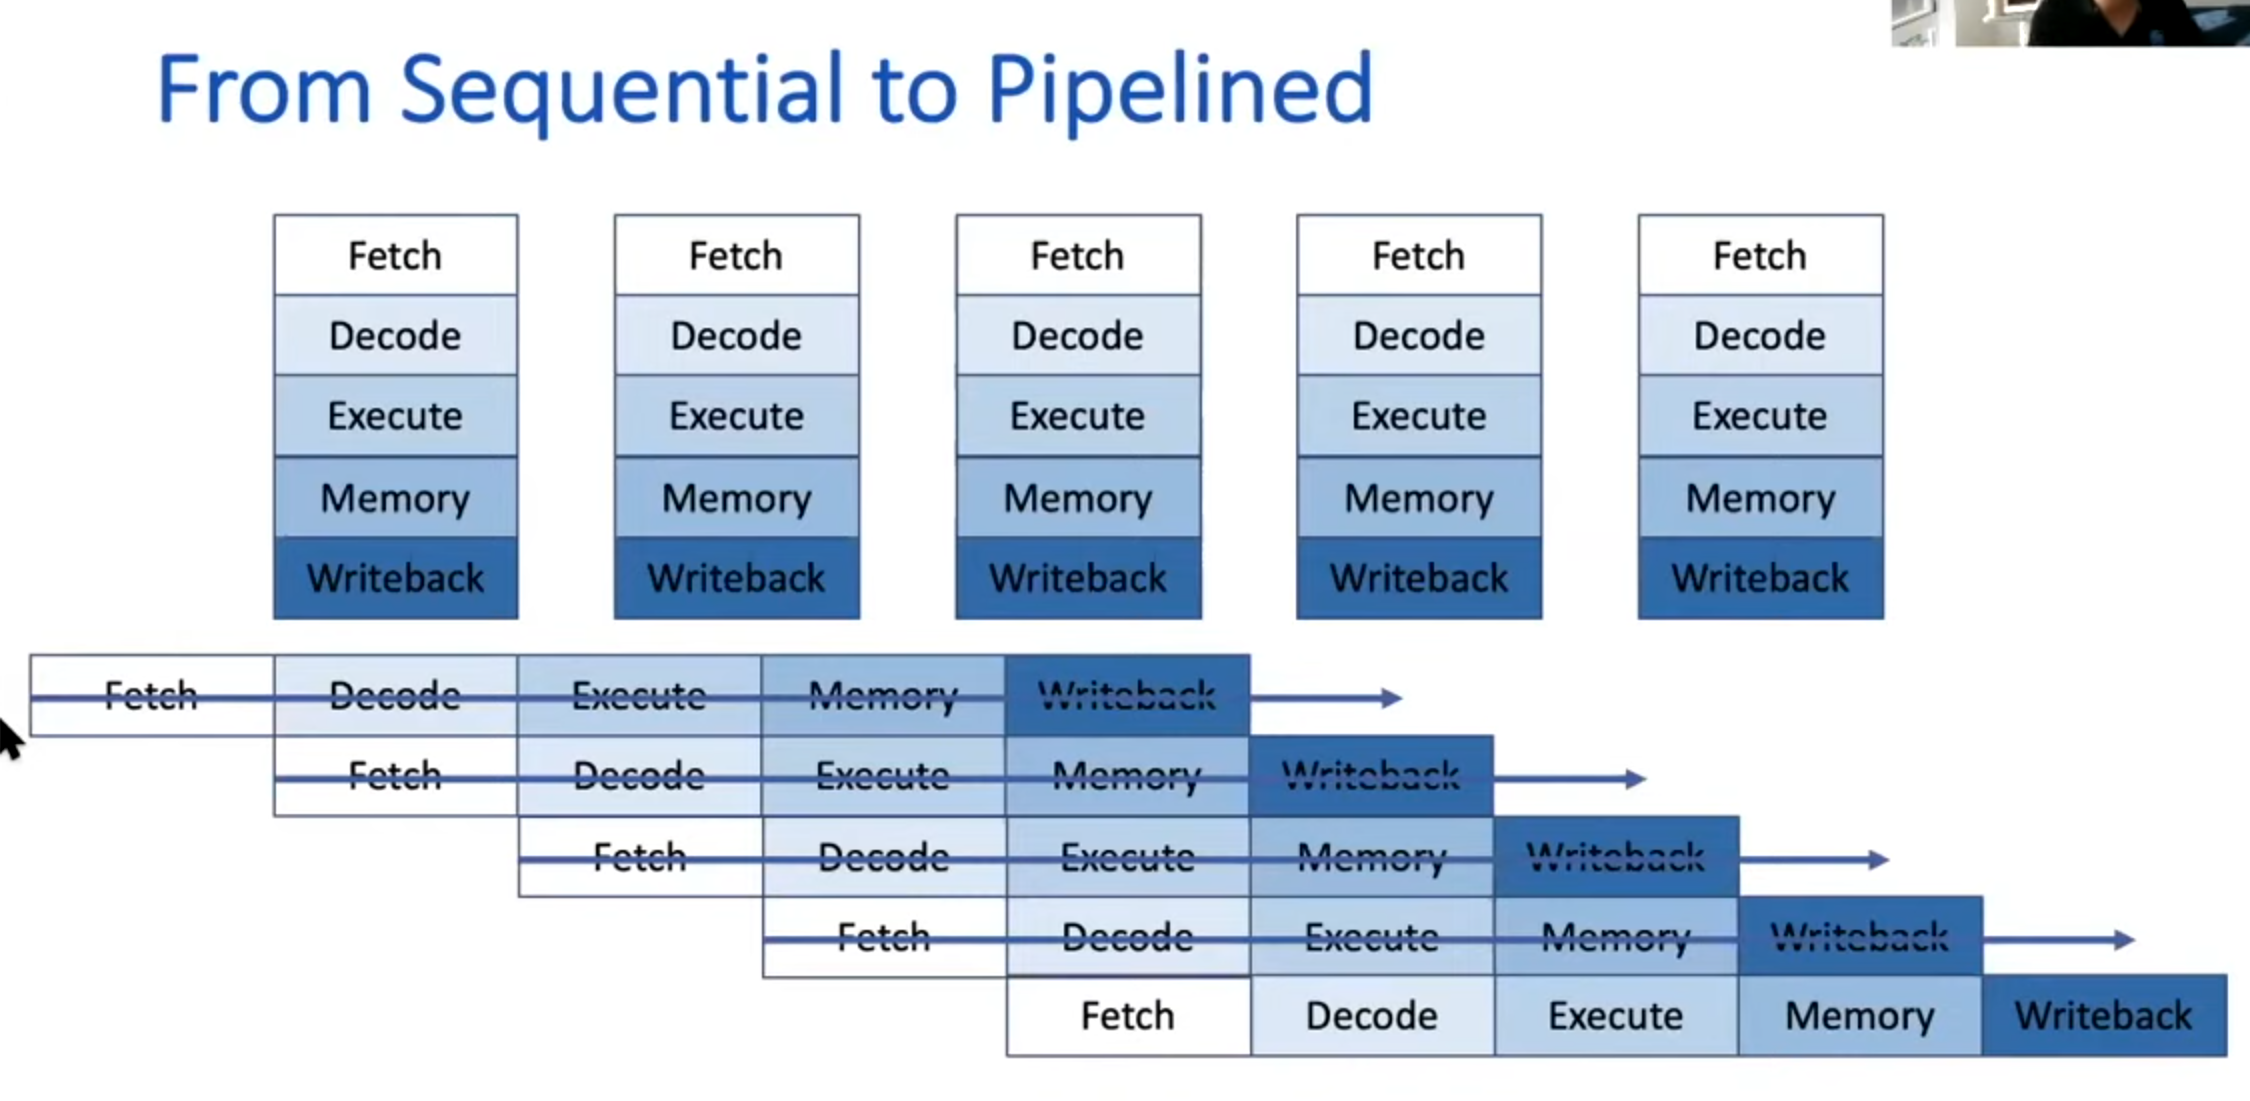 From Sequential to Pipelined
Fetch Fetch Fetch Fetch Fetch
Decode Decode Decode Decode Decode
Execute Execute Execute Execute Execute
Memory Memory Memory Memory Memory
Writeback Writeback Writeback Writeback Writeback
Fetch Decode Execute Memory Writeback
Fetch Decode Execute Memory Writeback
Fetch Decode Execute Memory Writeback
Fetch Decode Execute Memory Writeback
Fetch Decode Execute Memory Writeback